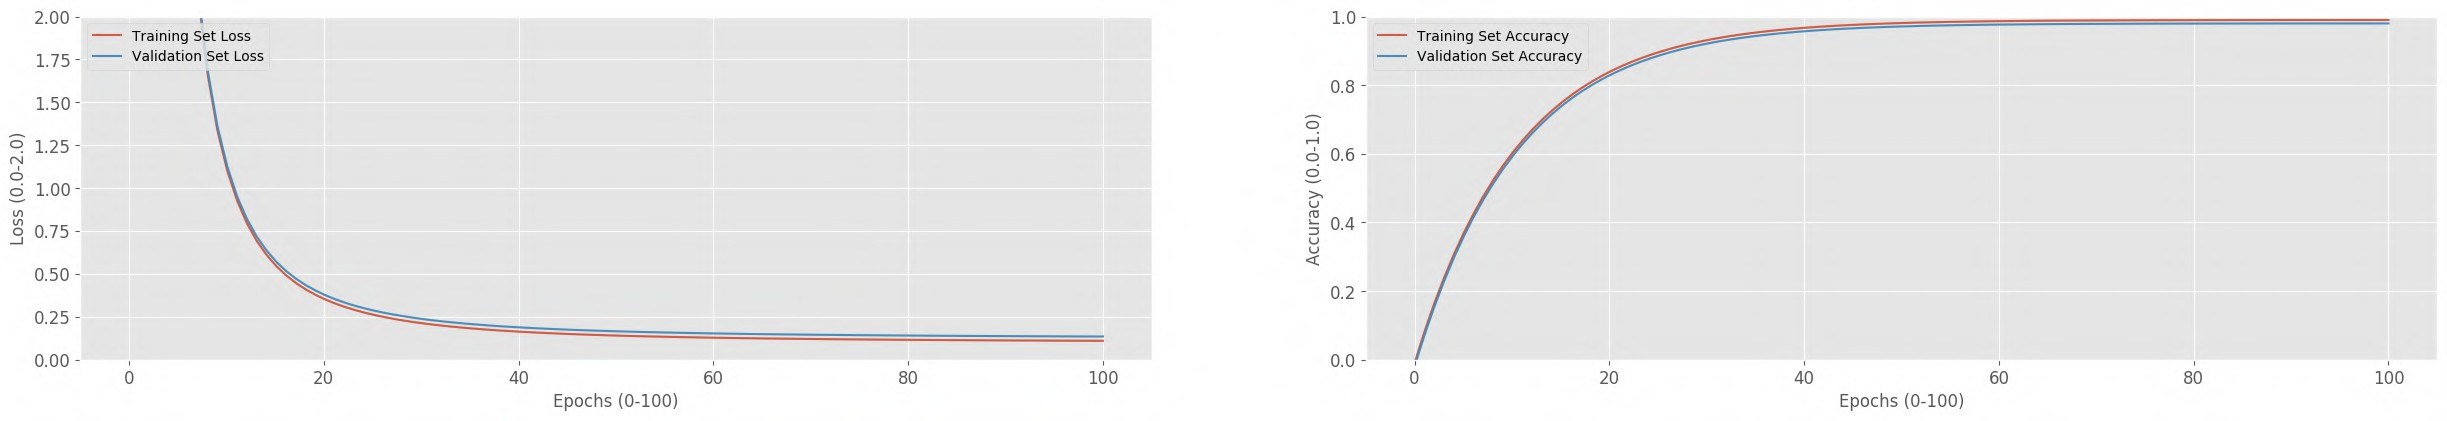 2.00
1.75
1.50
1.25
1.00
0.75
0.50
0.25
0.00
Loss (0.0-2.0)
Training Set Loss
Validation Set Loss
0 20 40 60 80 100
Epochs (0-100)
1.0
0.8
0.6
0.4
0.2
0.0
Accuracy (0.0-1.0)
Training Set Accuracy
Validation Set Accuracy
0 20 40 60 80 100
Epochs (0-100)